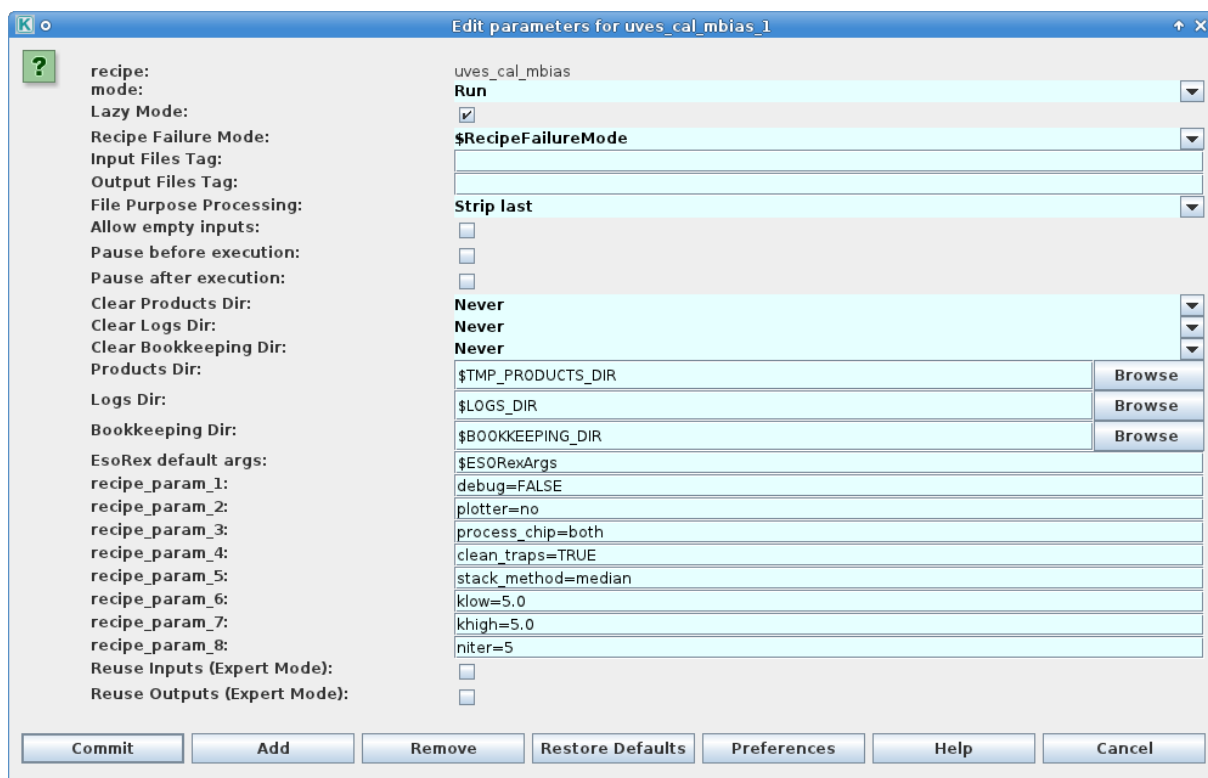 Edit parameters for uves_cal_mbias_1
?
recipe: uves_cal_mbias
mode: Run
Lazy Mode:
Recipe Failure Mode: $RecipeFailureMode
Input Files Tag:
Output Files Tag:
File Purpose Processing: Strip last
Allow empty inputs:
Pause before execution:
Pause after execution:
Clear Products Dir: Never
Clear Logs Dir: Never
Clear Bookkeeping Dir: Never
Products Dir: $TMP_PRODUCTS_DIR Browse
Logs Dir: $LOGS_DIR Browse
Bookkeeping Dir: $BOOKKEEPING_DIR Browse
EsoRex default args: $ESORexArgs
recipe_param_1: debug=FALSE
recipe_param_2: plotter=no
recipe_param_3: process_chip=both
recipe_param_4: clean_traps=TRUE
recipe_param_5: stack_method=median
recipe_param_6: klow=5.0
recipe_param_7: khigh=5.0
recipe_param_8: niter=5
Reuse Inputs (Expert Mode):
Reuse Outputs (Expert Mode):
Commit Add Remove Restore Defaults Preferences Help Cancel